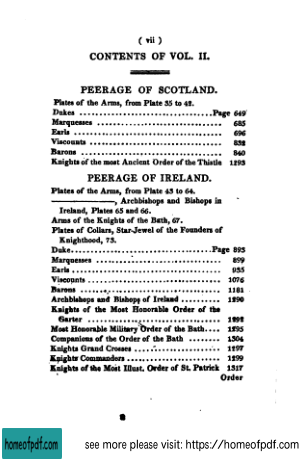 ( vii )
CONTENTS OF VOL. II.
PEERAGE OF SCOTLAND.
Plates of the Arms, from Plate 35 to 42.
Dukes ................................Page 649
Marquesses ............................... 685
Earls .................................... 696
Viscounts ................................ 832
Barons ................................... 840
Knights of the most Ancient Order of the Thistle 1293
PEERAGE OF IRELAND.
Plates of the Arms, from Plate 43 to 64.
————, Archbishops and Bishops in
Ireland, Plates 65 and 66.
Arms of the Knights of the Bath, 67.
Plates of Collars, Star-Jewel of the Founders of
Knighthood, 73.
Duke..................................Page 893
Marquesses ............................... 899
Earls .................................... 935
Viscounts ................................ 1076
Barons ................................... 1181
Archbishops and Bishops of Ireland .......... 1290
Knights of the Most Honorable Order of the
Garter ................................ 1292
Most Honorable Military Order of the Bath.... 1295
Companions of the Order of the Bath ........ 1304
Knights Grand Crosses ..................... 1297
Knights Commanders ....................... 1299
Knights of the Most Illust. Order of St. Patrick 1317
Order
homeofpdf.com
see more please visit: https://homeofpdf.com